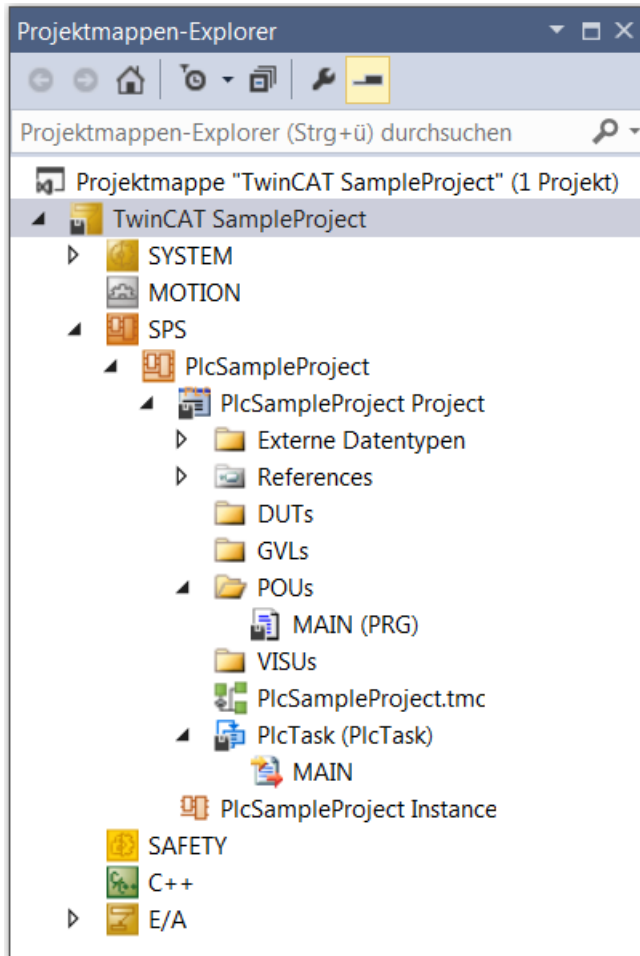 Projektmappen-Explorer
Projektmappen-Explorer (Strg+ü) durchsuchen
Projektmappe "TwinCAT SampleProject" (1 Projekt)
TwinCAT SampleProject
SYSTEM
MOTION
SPS
PlcSampleProject
PlcSampleProject Project
Externe Datentypen
References
DUTs
GVLs
POUs
MAIN (PRG)
VISUs
PlcSampleProject.tmc
PlcTask (PlcTask)
MAIN
PlcSampleProject Instance
SAFETY
C++
E/A